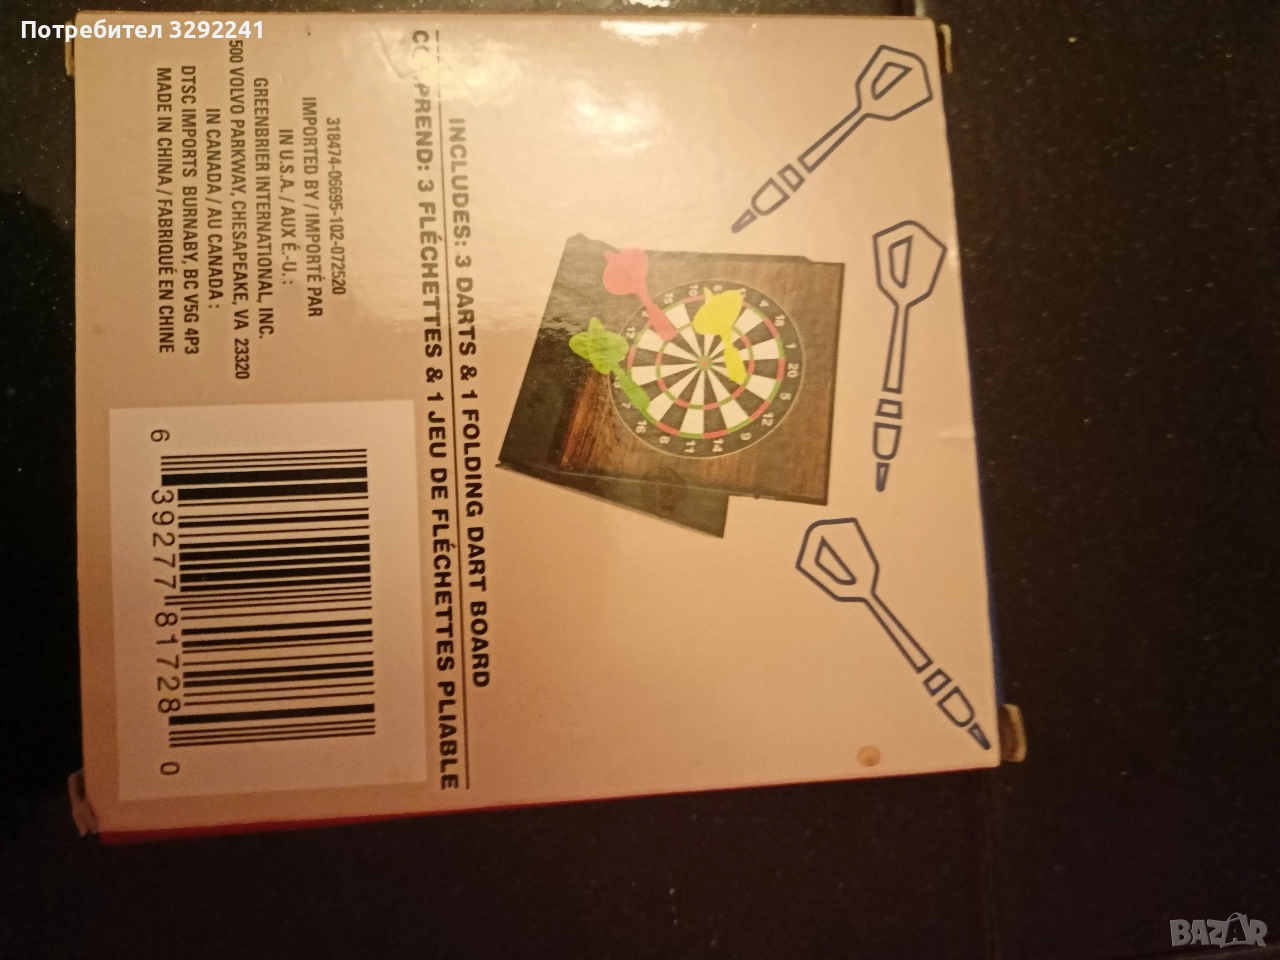 Потребител 3292241
INCLUDES: 3 DARTS & 1 FOLDING DART BOARD
PREND: 3 FLÉCHETTES & 1 JEU DE FLÉCHETTES PLIABLE
318474-06695-102-072520
IMPORTED BY / IMPORTÉ PAR
IN U.S.A. / AUX É.-U.:
GREENBRIER INTERNATIONAL, INC.
500 VOLVO PARKWAY, CHESAPEAKE, VA 23320
IN CANADA / AU CANADA :
DTSC IMPORTS BURNABY, BC V5G 4P3
MADE IN CHINA / FABRIQUÉ EN CHINE
6 39277 81728 0
BAZAR